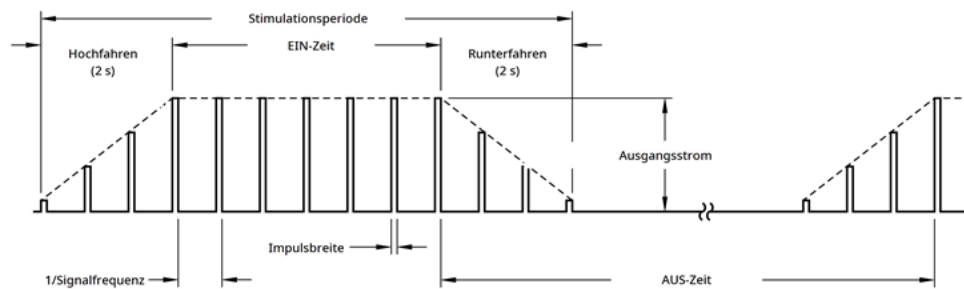 Stimulationsperiode
Hochfahren
(2 s)
EIN-Zeit
Runterfahren
(2 s)
Ausgangsstrom
Impulsbreite
1/Signalfrequenz
AUS-Zeit